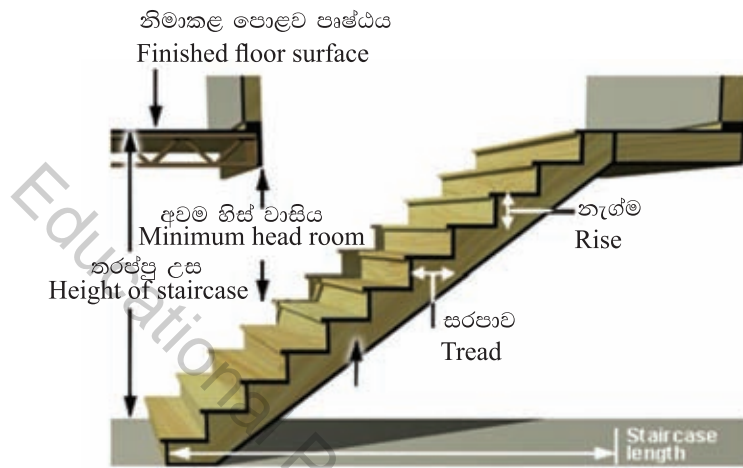 නිමාකළ පොළව පෘෂ්ඨය
Finished floor surface
අවම හිස් වාසිය
Minimum head room
තරප්පු උස
Height of staircase
නැග්ම
Rise
සරපාව
Tread
Staircase
length
Educational